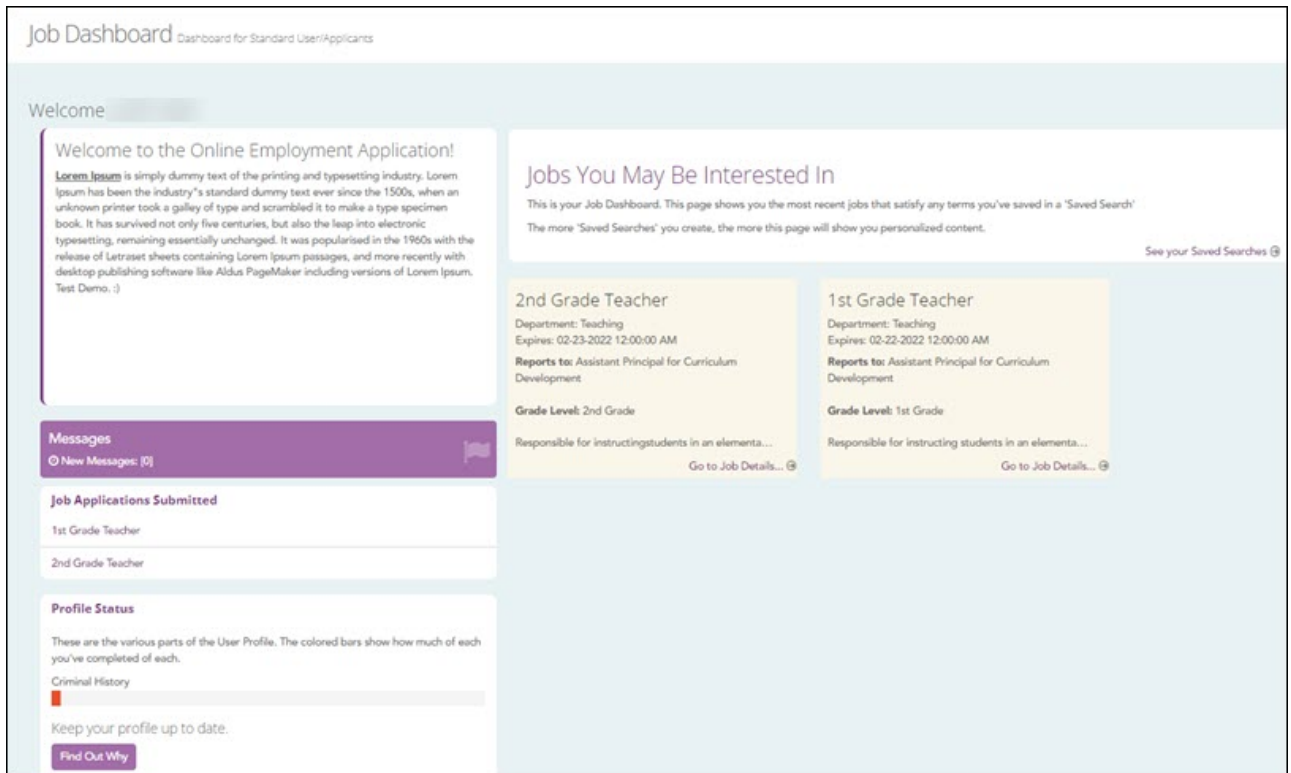 Job Dashboard Dashboard for Standard User/Applicants
Welcome
Welcome to the Online Employment Application!
Lorem Ipsum is simply dummy text of the printing and typesetting industry. Lorem
Ipsum has been the industry"s standard dummy text ever since the 1500s, when an
unknown printer took a galley of type and scrambled it to make a type specimen
book. It has survived not only five centuries, but also the leap into electronic
typesetting, remaining essentially unchanged. It was popularised in the 1960s with the
release of Letraset sheets containing Lorem Ipsum passages, and more recently with
desktop publishing software like Aldus PageMaker including versions of Lorem Ipsum.
Test Demo. :)
Messages
New Messages: [0]
Job Applications Submitted
1st Grade Teacher
2nd Grade Teacher
Profile Status
These are the various parts of the User Profile. The colored bars show how much of each
you've completed of each.
Criminal History
Keep your profile up to date.
Find Out Why
Jobs You May Be Interested In
This is your Job Dashboard. This page shows you the most recent jobs that satisfy any terms you've saved in a 'Saved Search'
The more 'Saved Searches' you create, the more this page will show you personalized content.
See your Saved Searches
2nd Grade Teacher
Department: Teaching
Expires: 02-23-2022 12:00:00 AM
Reports to: Assistant Principal for Curriculum
Development
Grade Level: 2nd Grade
Responsible for instructingstudents in an elementa...
Go to Job Details...
1st Grade Teacher
Department: Teaching
Expires: 02-22-2022 12:00:00 AM
Reports to: Assistant Principal for Curriculum
Development
Grade Level: 1st Grade
Responsible for instructing students in an elementa...
Go to Job Details...